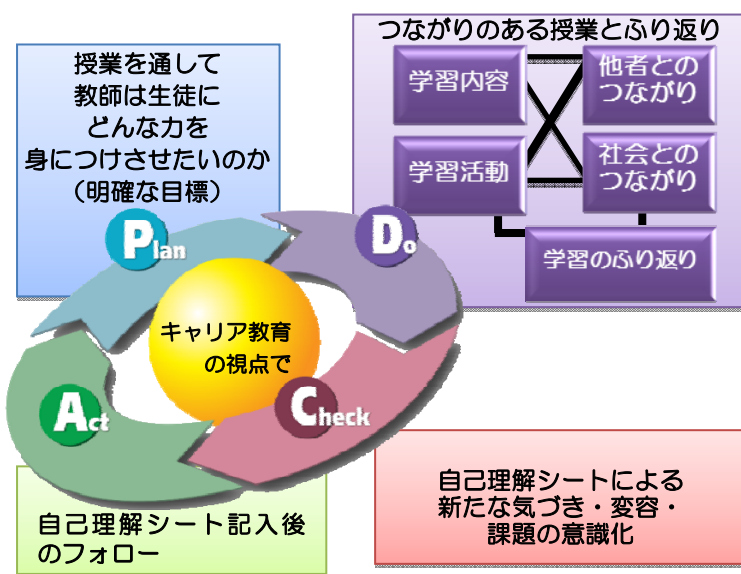 授業を通して
教師は生徒に
どんな力を
身につけさせたいのか
（明確な目標）
つながりのある授業とふり返り
学習内容
他者との
つながり
学習活動
社会との
つながり
学習のふり返り
Plan
Do
キャリア教育
の視点で
Act
Check
自己理解シート記入後
のフォロー
自己理解シートによる
新たな気づき・変容・
課題の意識化